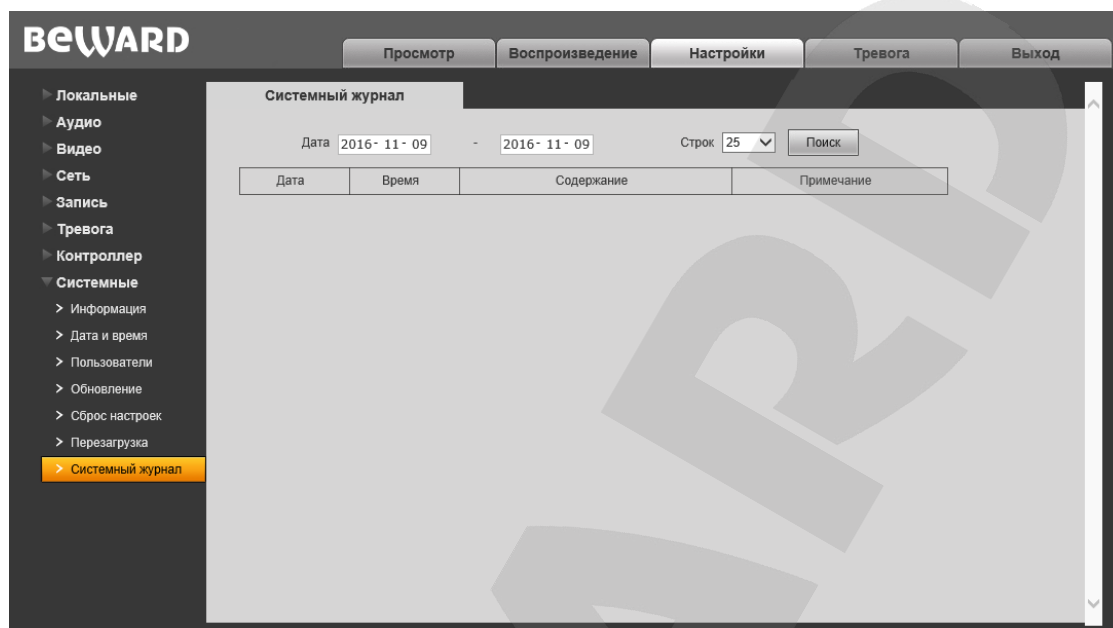 BEWARD
Просмотр Воспроизведение Настройки Тревога Выход
Локальные
Аудио
Видео
Сеть
Запись
Тревога
Контроллер
Системные
Информация
Дата и время
Пользователи
Обновление
Сброс настроек
Перезагрузка
Системный журнал
Системный журнал
Дата 2016- 11- 09 - 2016- 11- 09 Строк 25 Поиск
Дата Время Содержание Примечание